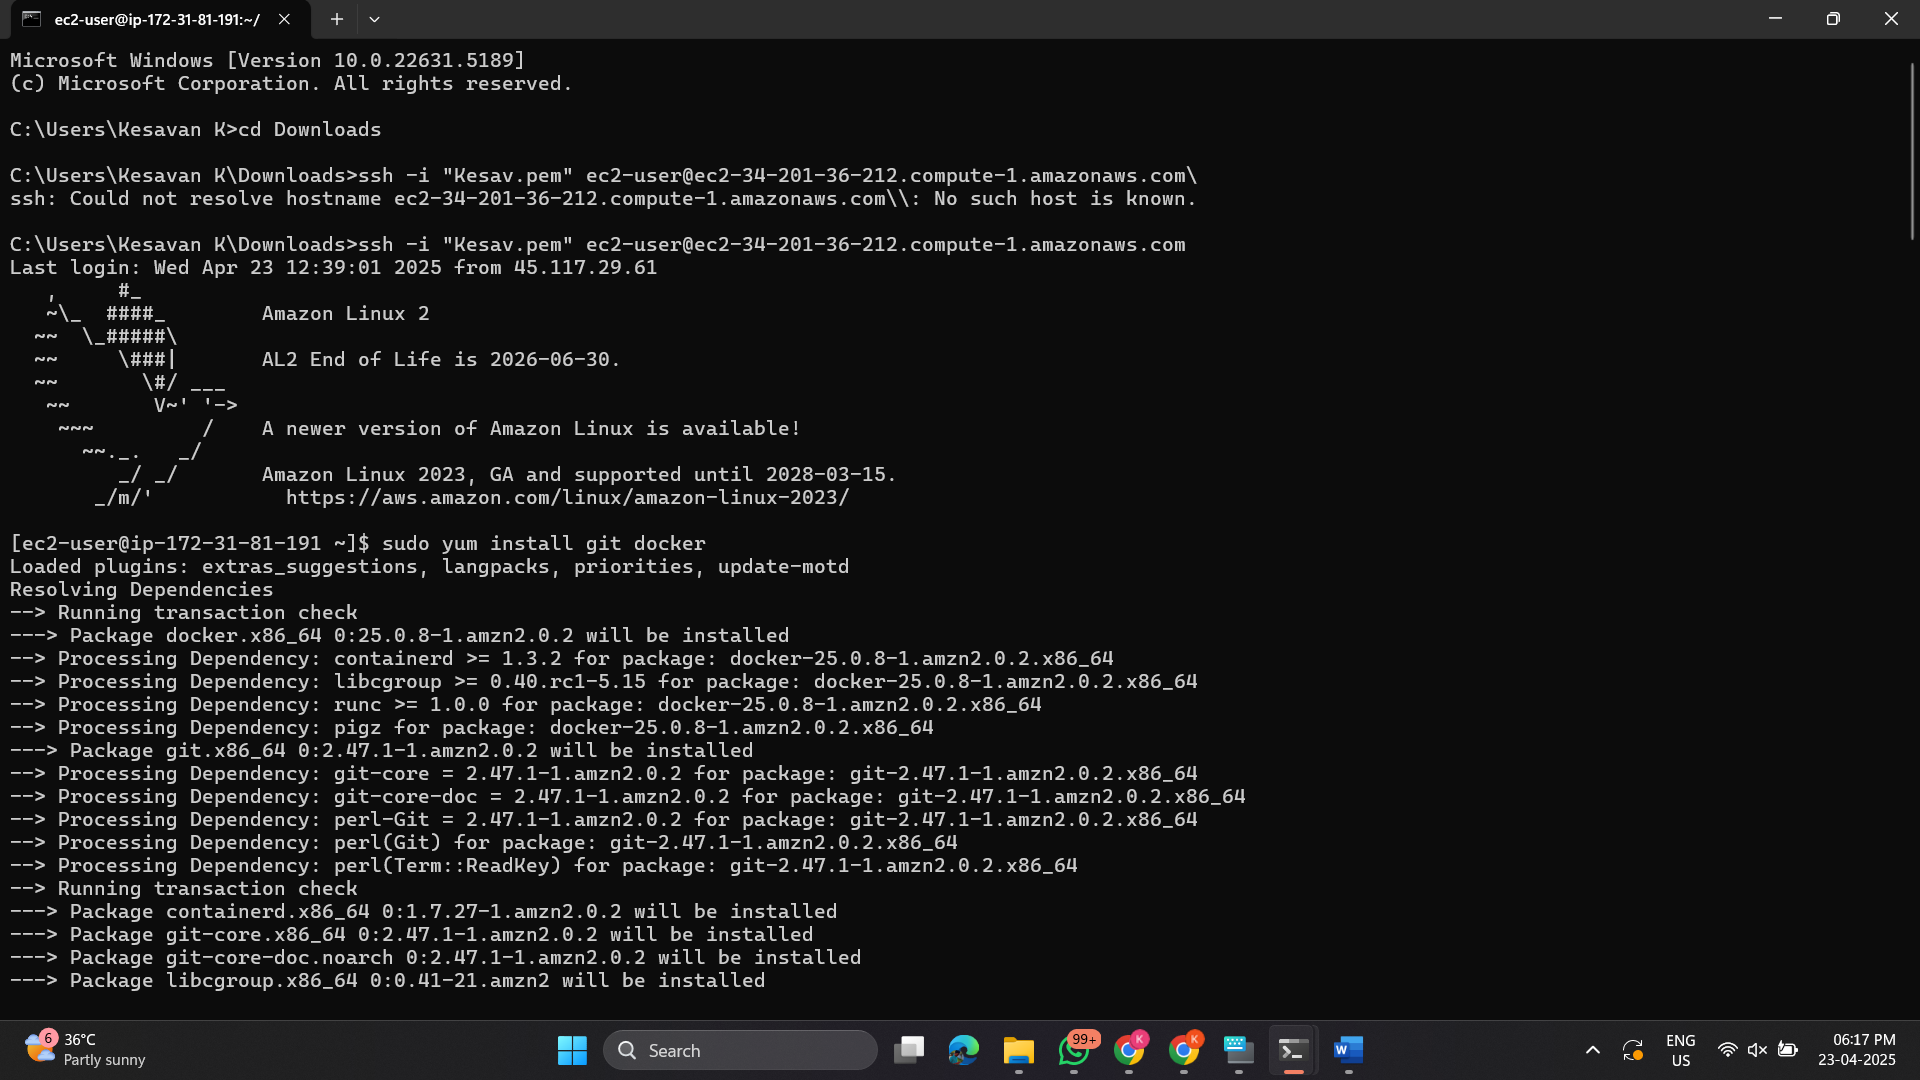 ec2-user@ip-172-31-81-191:~/
Microsoft Windows [Version 10.0.22631.5189]
(c) Microsoft Corporation. All rights reserved.
C:\Users\Kesavan K>cd Downloads
C:\Users\Kesavan K\Downloads>ssh -i "Kesav.pem" ec2-user@ec2-34-201-36-212.compute-1.amazonaws.com\
ssh: Could not resolve hostname ec2-34-201-36-212.compute-1.amazonaws.com\\: No such host is known.
C:\Users\Kesavan K\Downloads>ssh -i "Kesav.pem" ec2-user@ec2-34-201-36-212.compute-1.amazonaws.com
Last login: Wed Apr 23 12:39:01 2025 from 45.117.29.61
   ,     #_
   ~\_  ####_        Amazon Linux 2
  ~~  \_#####\
  ~~     \###|       AL2 End of Life is 2026-06-30.
  ~~       \#/ ___
   ~~       V~' '->
    ~~~         /    A newer version of Amazon Linux is available!
      ~~._.   _/
         _/ _/       Amazon Linux 2023, GA and supported until 2028-03-15.
       _/m/'           https://aws.amazon.com/linux/amazon-linux-2023/
[ec2-user@ip-172-31-81-191 ~]$ sudo yum install git docker
Loaded plugins: extras_suggestions, langpacks, priorities, update-motd
Resolving Dependencies
--> Running transaction check
---> Package docker.x86_64 0:25.0.8-1.amzn2.0.2 will be installed
--> Processing Dependency: containerd >= 1.3.2 for package: docker-25.0.8-1.amzn2.0.2.x86_64
--> Processing Dependency: libcgroup >= 0.40.rc1-5.15 for package: docker-25.0.8-1.amzn2.0.2.x86_64
--> Processing Dependency: runc >= 1.0.0 for package: docker-25.0.8-1.amzn2.0.2.x86_64
--> Processing Dependency: pigz for package: docker-25.0.8-1.amzn2.0.2.x86_64
---> Package git.x86_64 0:2.47.1-1.amzn2.0.2 will be installed
--> Processing Dependency: git-core = 2.47.1-1.amzn2.0.2 for package: git-2.47.1-1.amzn2.0.2.x86_64
--> Processing Dependency: git-core-doc = 2.47.1-1.amzn2.0.2 for package: git-2.47.1-1.amzn2.0.2.x86_64
--> Processing Dependency: perl-Git = 2.47.1-1.amzn2.0.2 for package: git-2.47.1-1.amzn2.0.2.x86_64
--> Processing Dependency: perl(Git) for package: git-2.47.1-1.amzn2.0.2.x86_64
--> Processing Dependency: perl(Term::ReadKey) for package: git-2.47.1-1.amzn2.0.2.x86_64
--> Running transaction check
---> Package containerd.x86_64 0:1.7.27-1.amzn2.0.2 will be installed
---> Package git-core.x86_64 0:2.47.1-1.amzn2.0.2 will be installed
---> Package git-core-doc.noarch 0:2.47.1-1.amzn2.0.2 will be installed
---> Package libcgroup.x86_64 0:0.41-21.amzn2 will be installed
6
36°C
Partly sunny
Search
99+
K
K
W
ENG
US
06:17 PM
23-04-2025